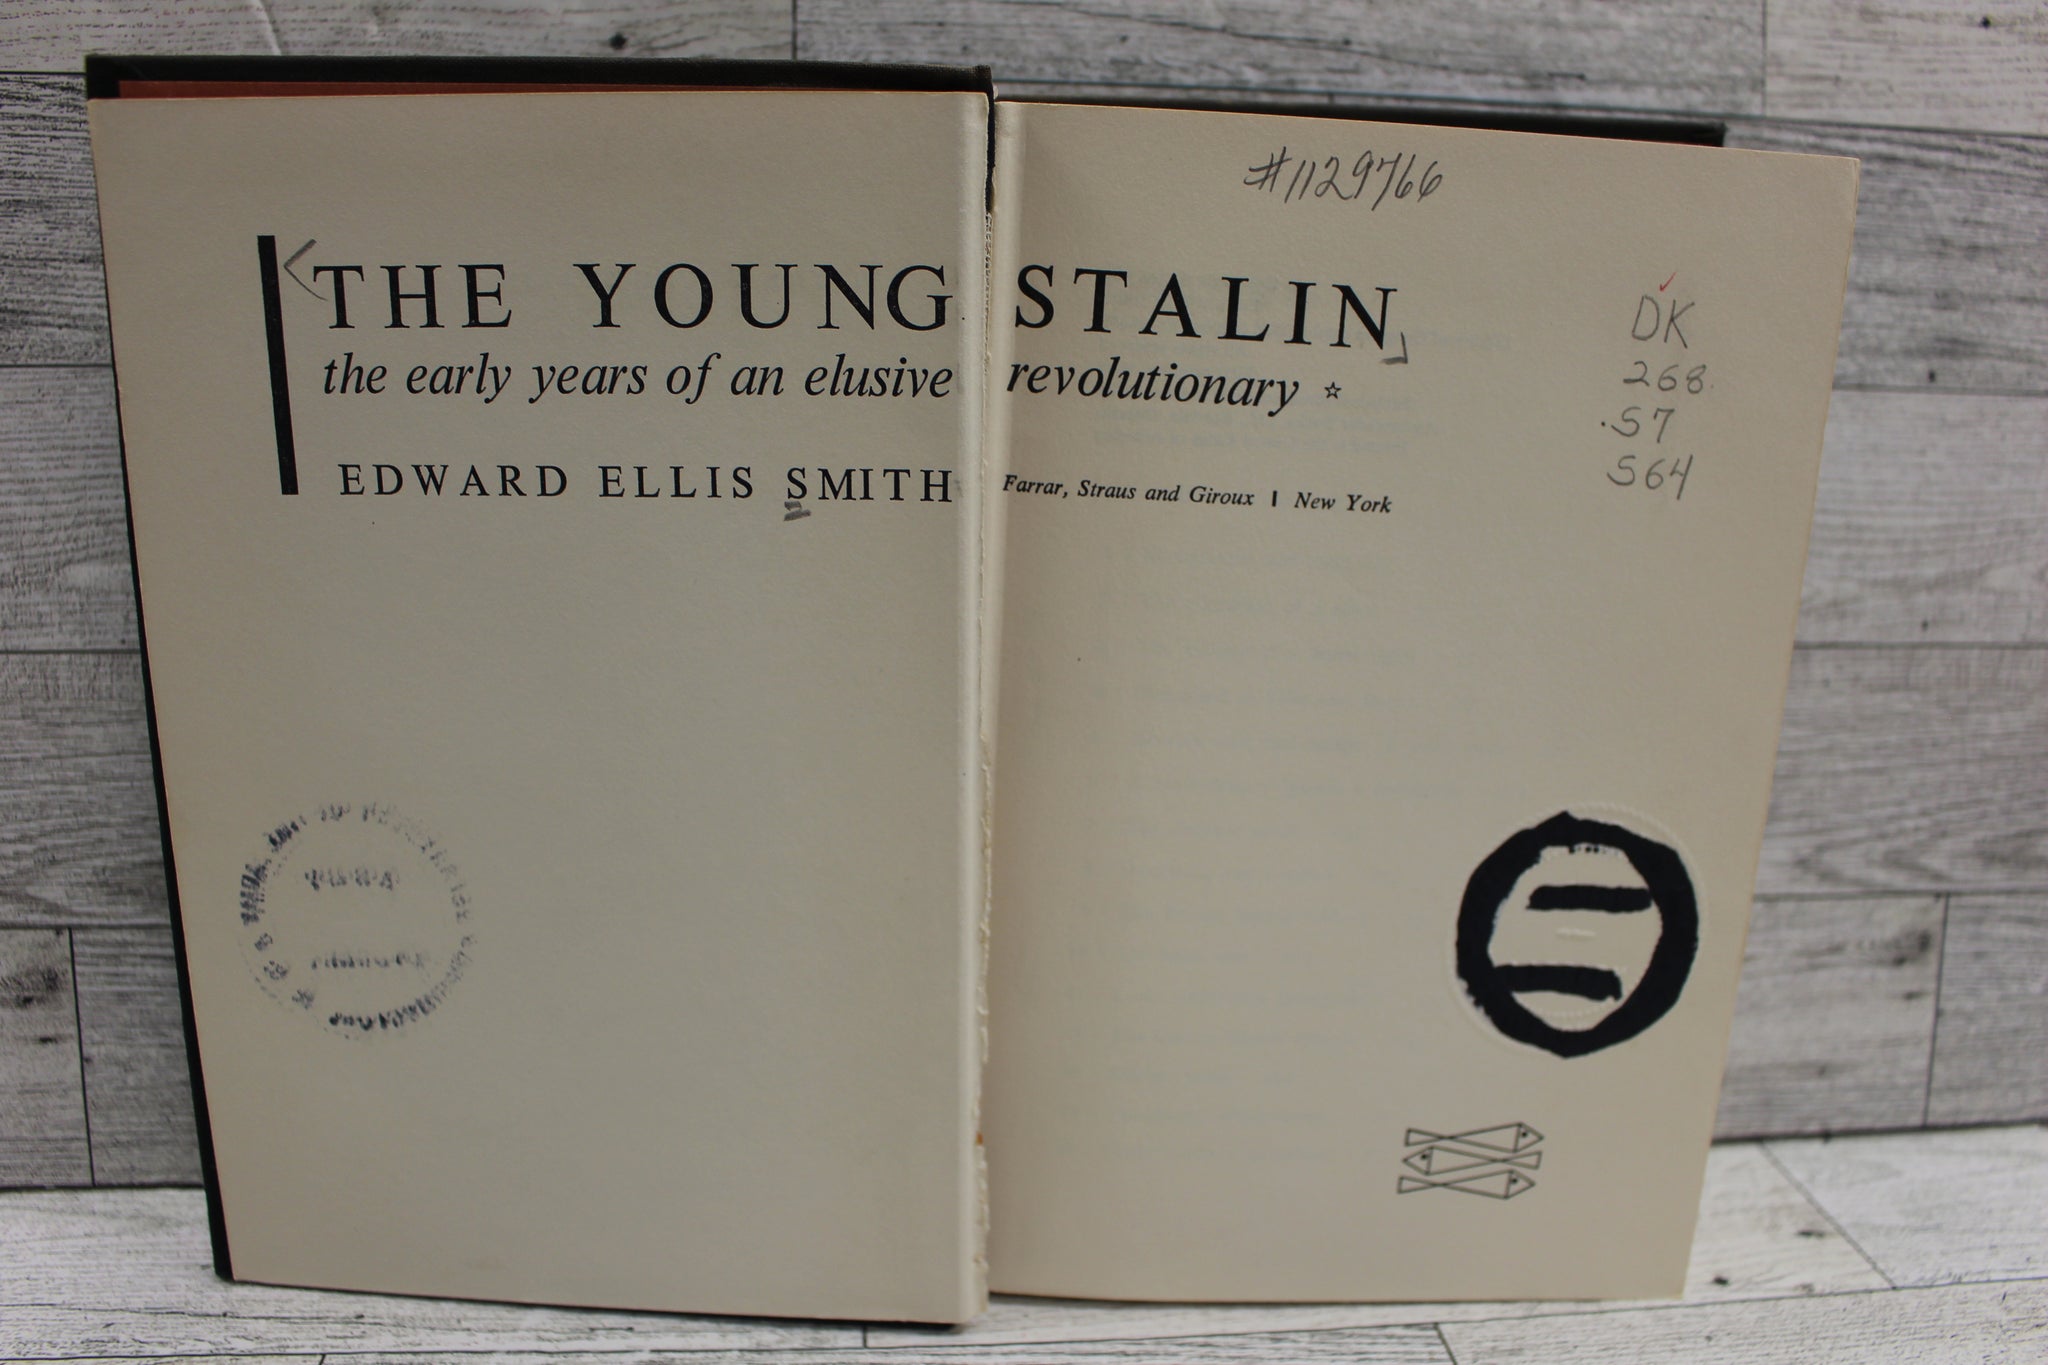 #1129766
THE YOUNG STALIN
the early years of an elusive revolutionary ☆
EDWARD ELLIS SMITH Farrar, Straus and Giroux | New York
DK
268.
.S7
S64